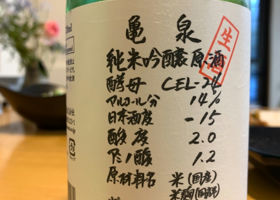 亀泉
純米吟醸原酒
生
酵母 CEL-24
アルコール分 14%
日本酒度 -15
酸度 2.0
アミノ酸 1.2
原材料名 米(国産)
米麹(国産米)